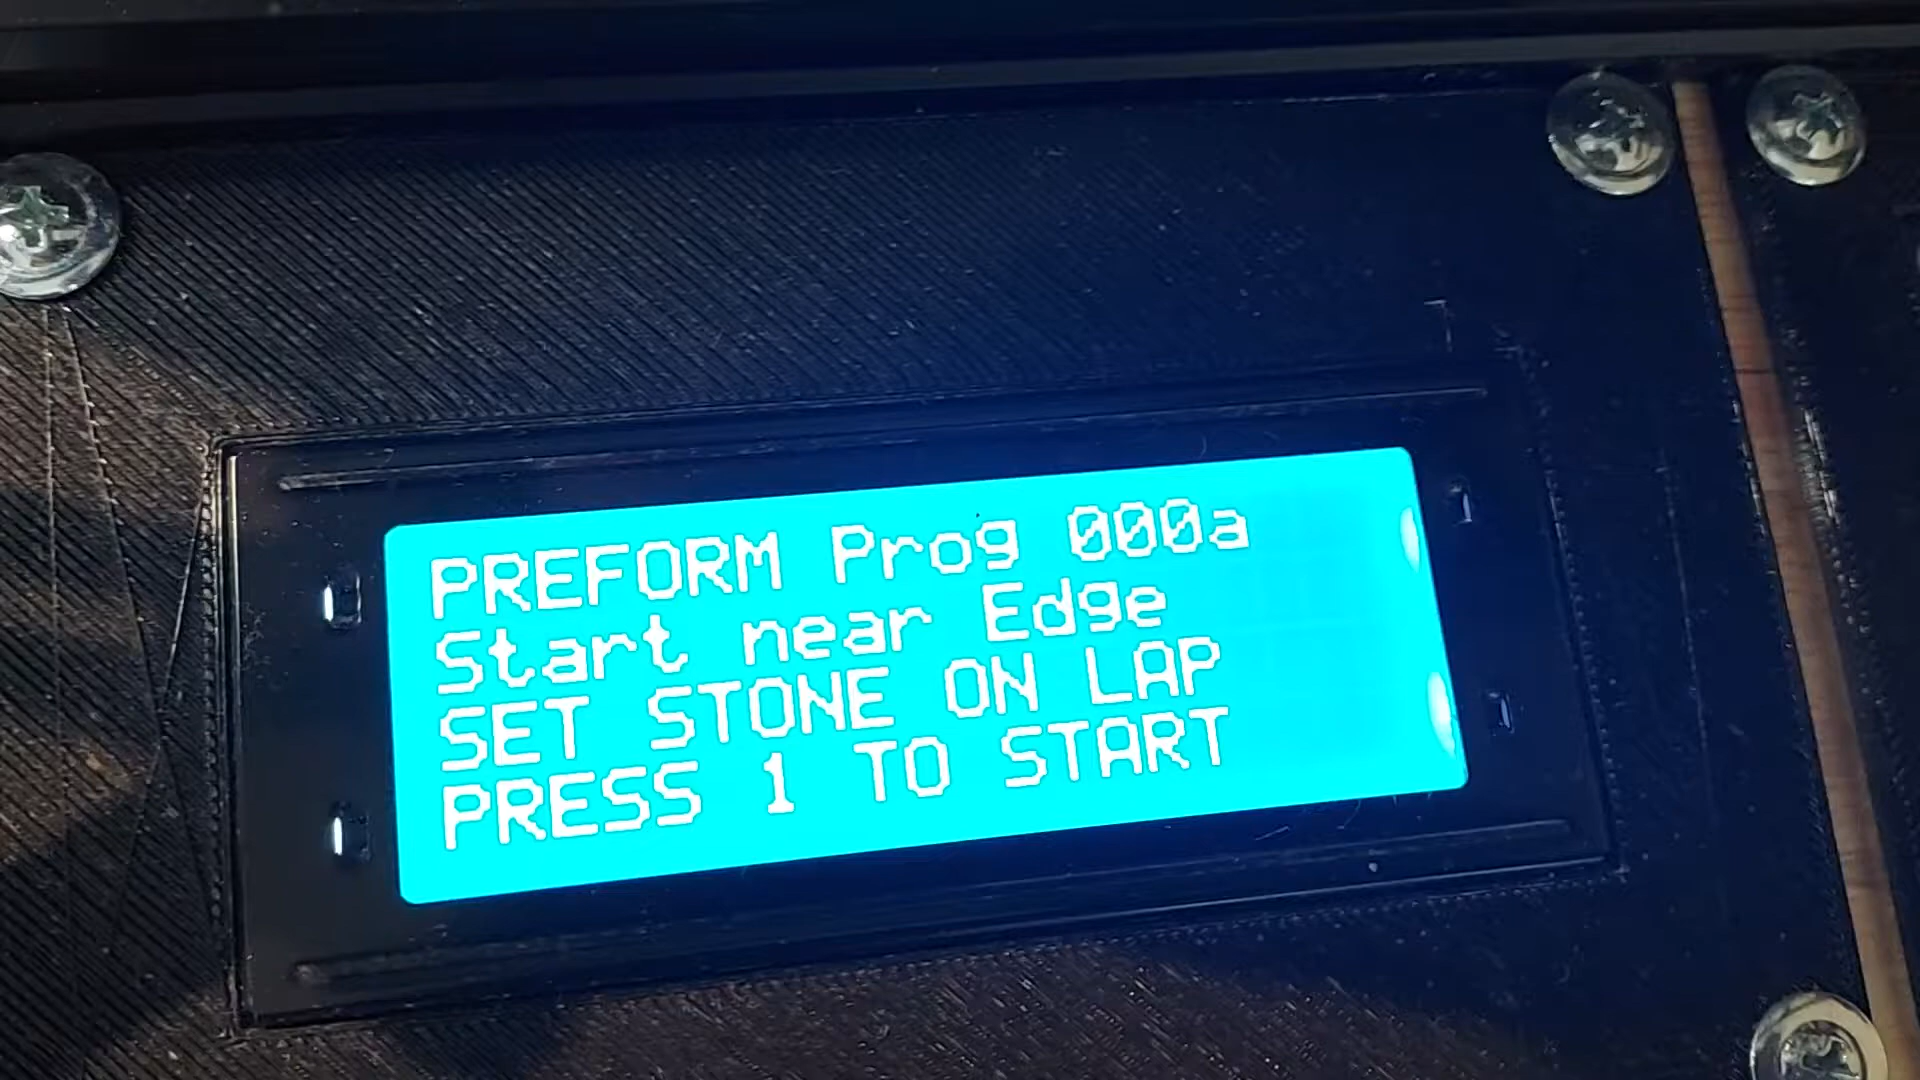 PREFORM Prog 000a
Start near Edge
SET STONE ON LAP
PRESS 1 TO START